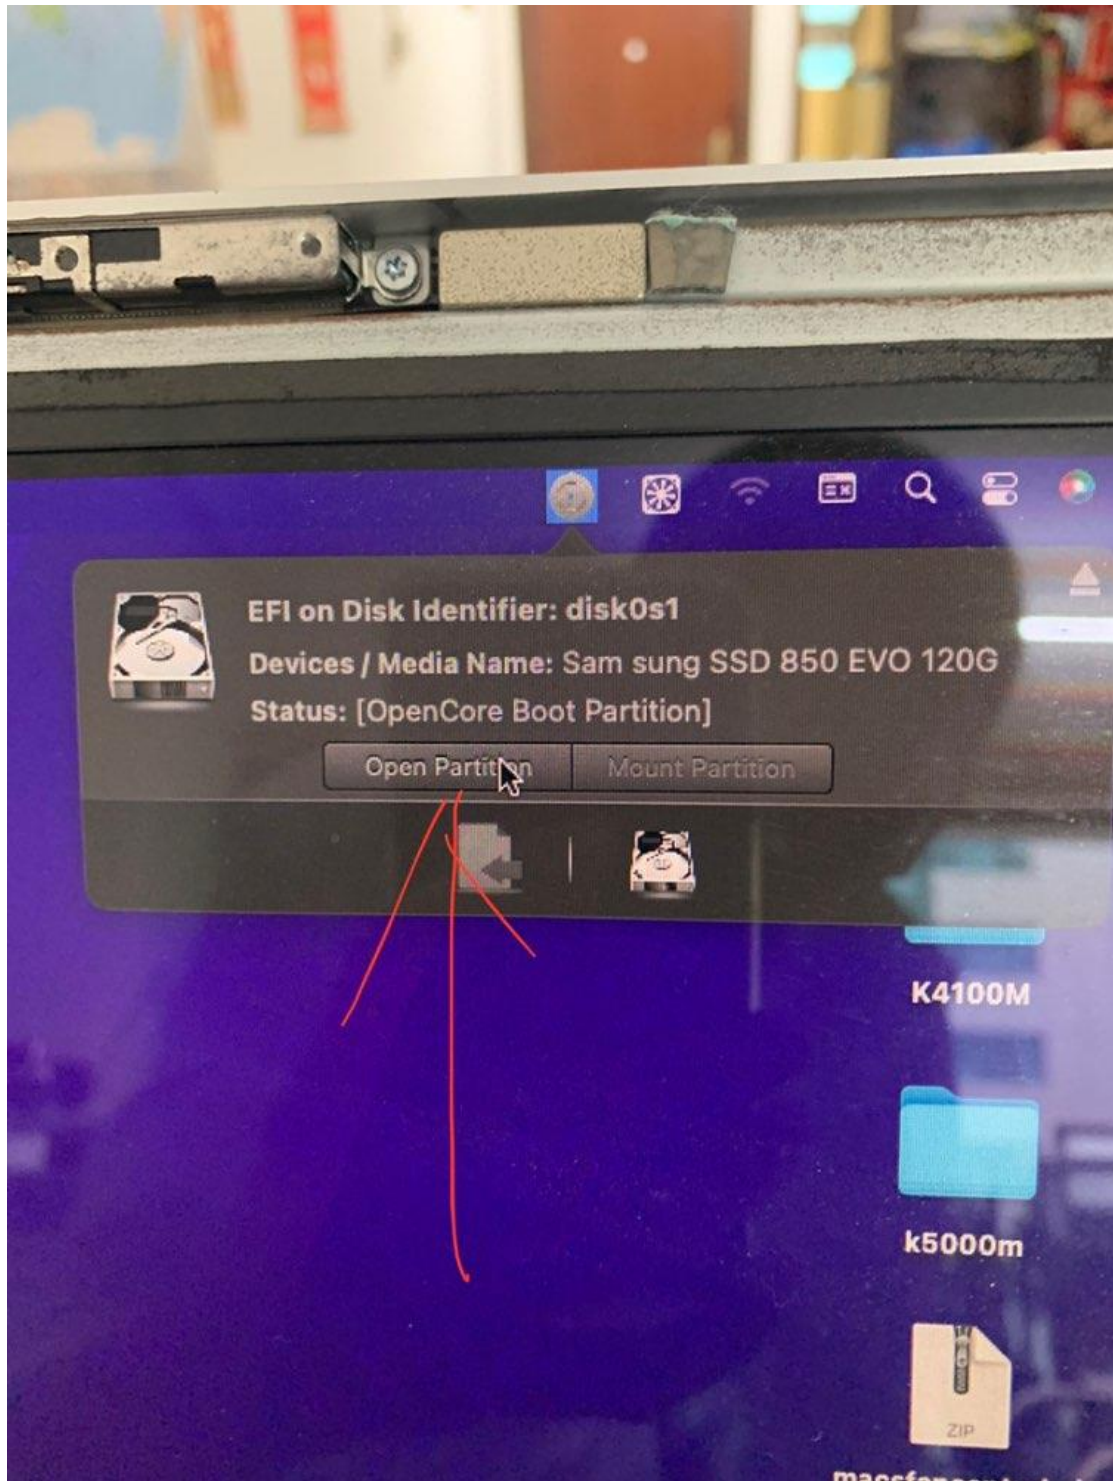 EFI on Disk Identifier: disk0s1
Devices / Media Name: Sam sung SSD 850 EVO 120G
Status: [OpenCore Boot Partition]
Open Partition
Mount Partition
K4100M
k5000m
ZIP